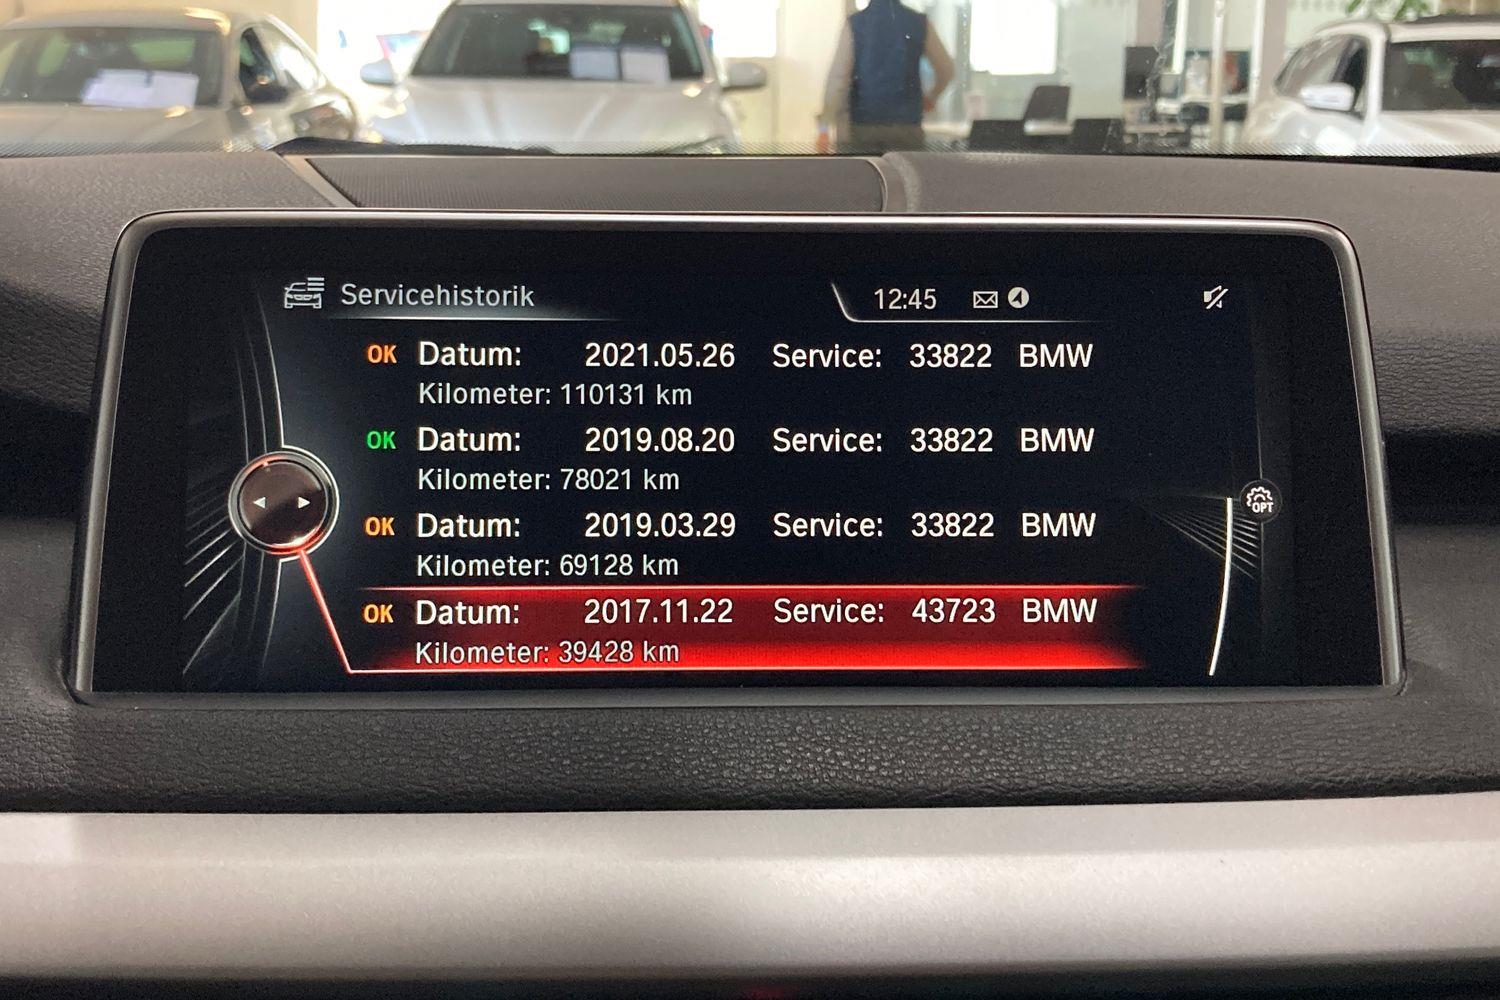 Servicehistorik 12:45
OK Datum: 2021.05.26 Service: 33822 BMW
Kilometer: 110131 km
OK Datum: 2019.08.20 Service: 33822 BMW
Kilometer: 78021 km
OPT
OK Datum: 2019.03.29 Service: 33822 BMW
Kilometer: 69128 km
OK Datum: 2017.11.22 Service: 43723 BMW
Kilometer: 39428 km